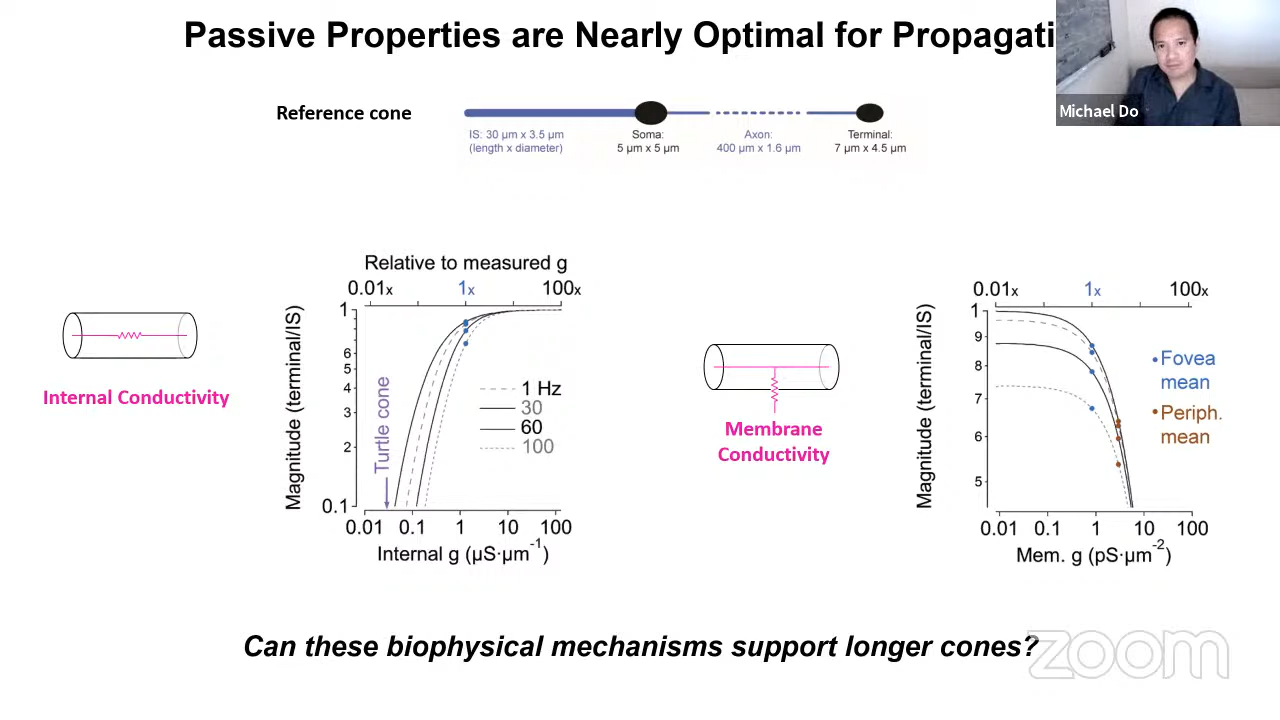 Passive Properties are Nearly Optimal for Propagati
Michael Do
Reference cone
IS: 30 µm x 3.5 µm
(length x diameter)
Soma:
5 µm x 5 µm
Axon:
400 µm x 1.6 µm
Terminal:
7 µm x 4.5 µm
Internal Conductivity
Relative to measured g
0.01x 1x 100x
Magnitude (terminal/IS)
1
6
5
4
3
2
0.1
Turtle cone
1 Hz
30
60
100
0.01 0.1 1 10 100
Internal g (µS·µm⁻¹)
Membrane
Conductivity
0.01x 1x 100x
Magnitude (terminal/IS)
1
9
8
7
6
5
Fovea
mean
Periph.
mean
0.01 0.1 1 10 100
Mem. g (pS·µm⁻²)
Can these biophysical mechanisms support longer cones?
zoom